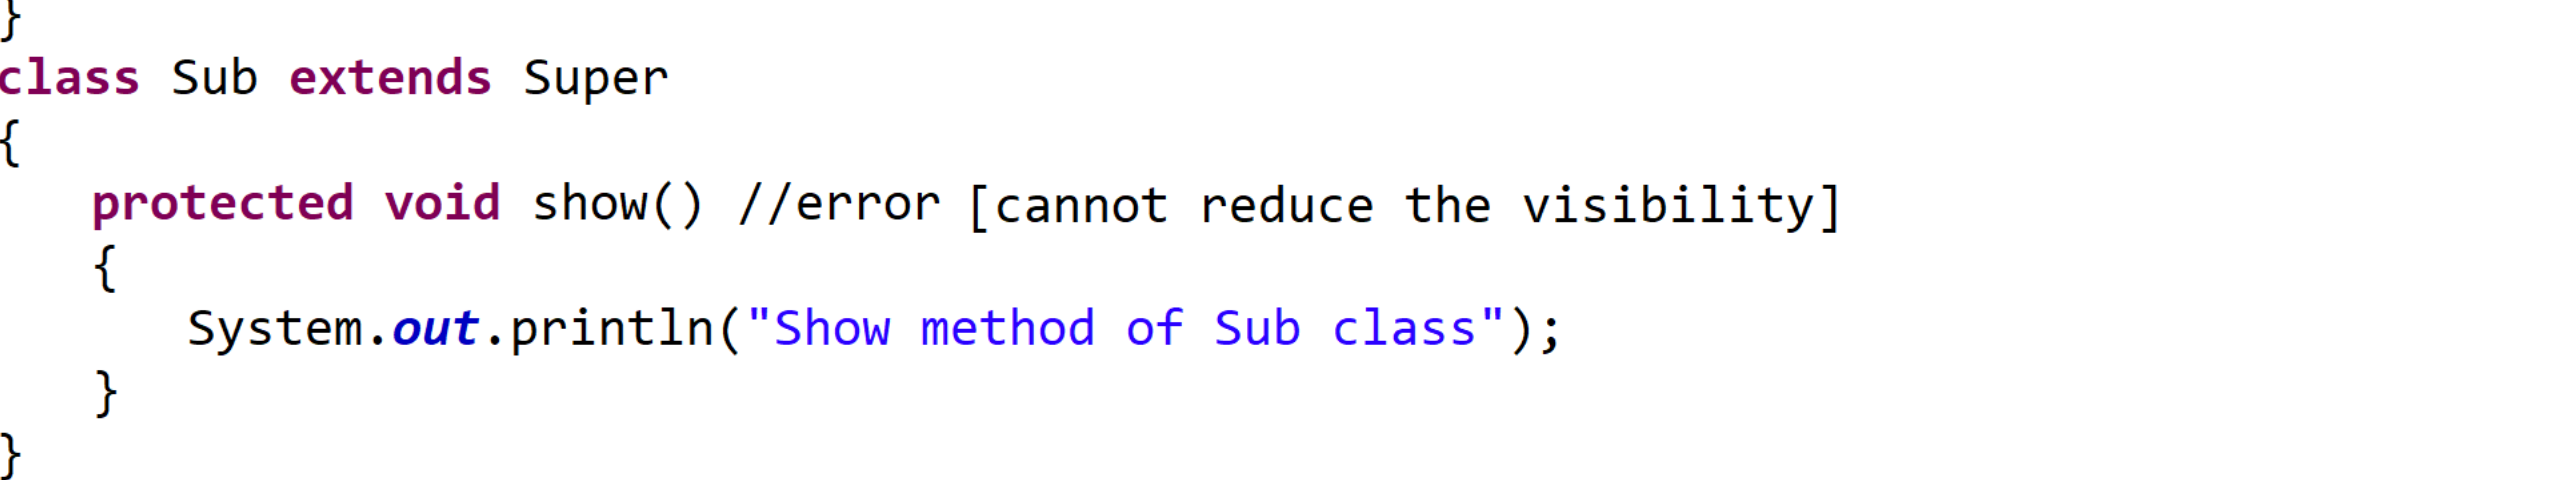 }
class Sub extends Super
{
protected void show() //error [cannot reduce the visibility]
{
System.out.println("Show method of Sub class");
}
}